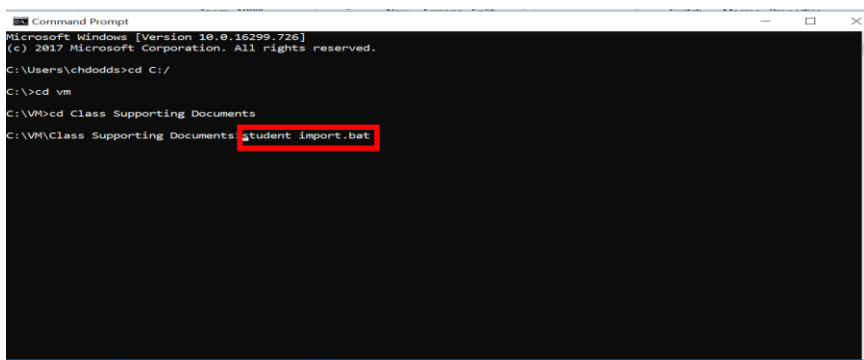 Command Prompt
Microsoft Windows [Version 10.0.16299.726]
(c) 2017 Microsoft Corporation. All rights reserved.
C:\Users\chdodds>cd C:/
C:\>cd vm
C:\VM>cd Class Supporting Documents
C:\VM\Class Supporting Documents>student import.bat